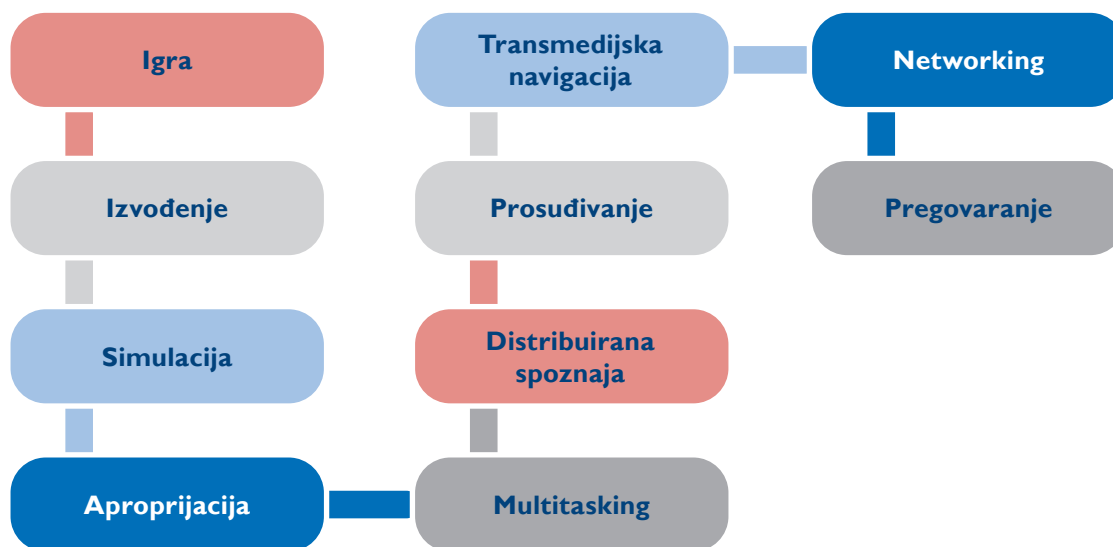 Igra
Izvođenje
Simulacija
Aproprijacija
Multitasking
Distribuirana
spoznaja
Prosuđivanje
Transmedijska
navigacija
Networking
Pregovaranje